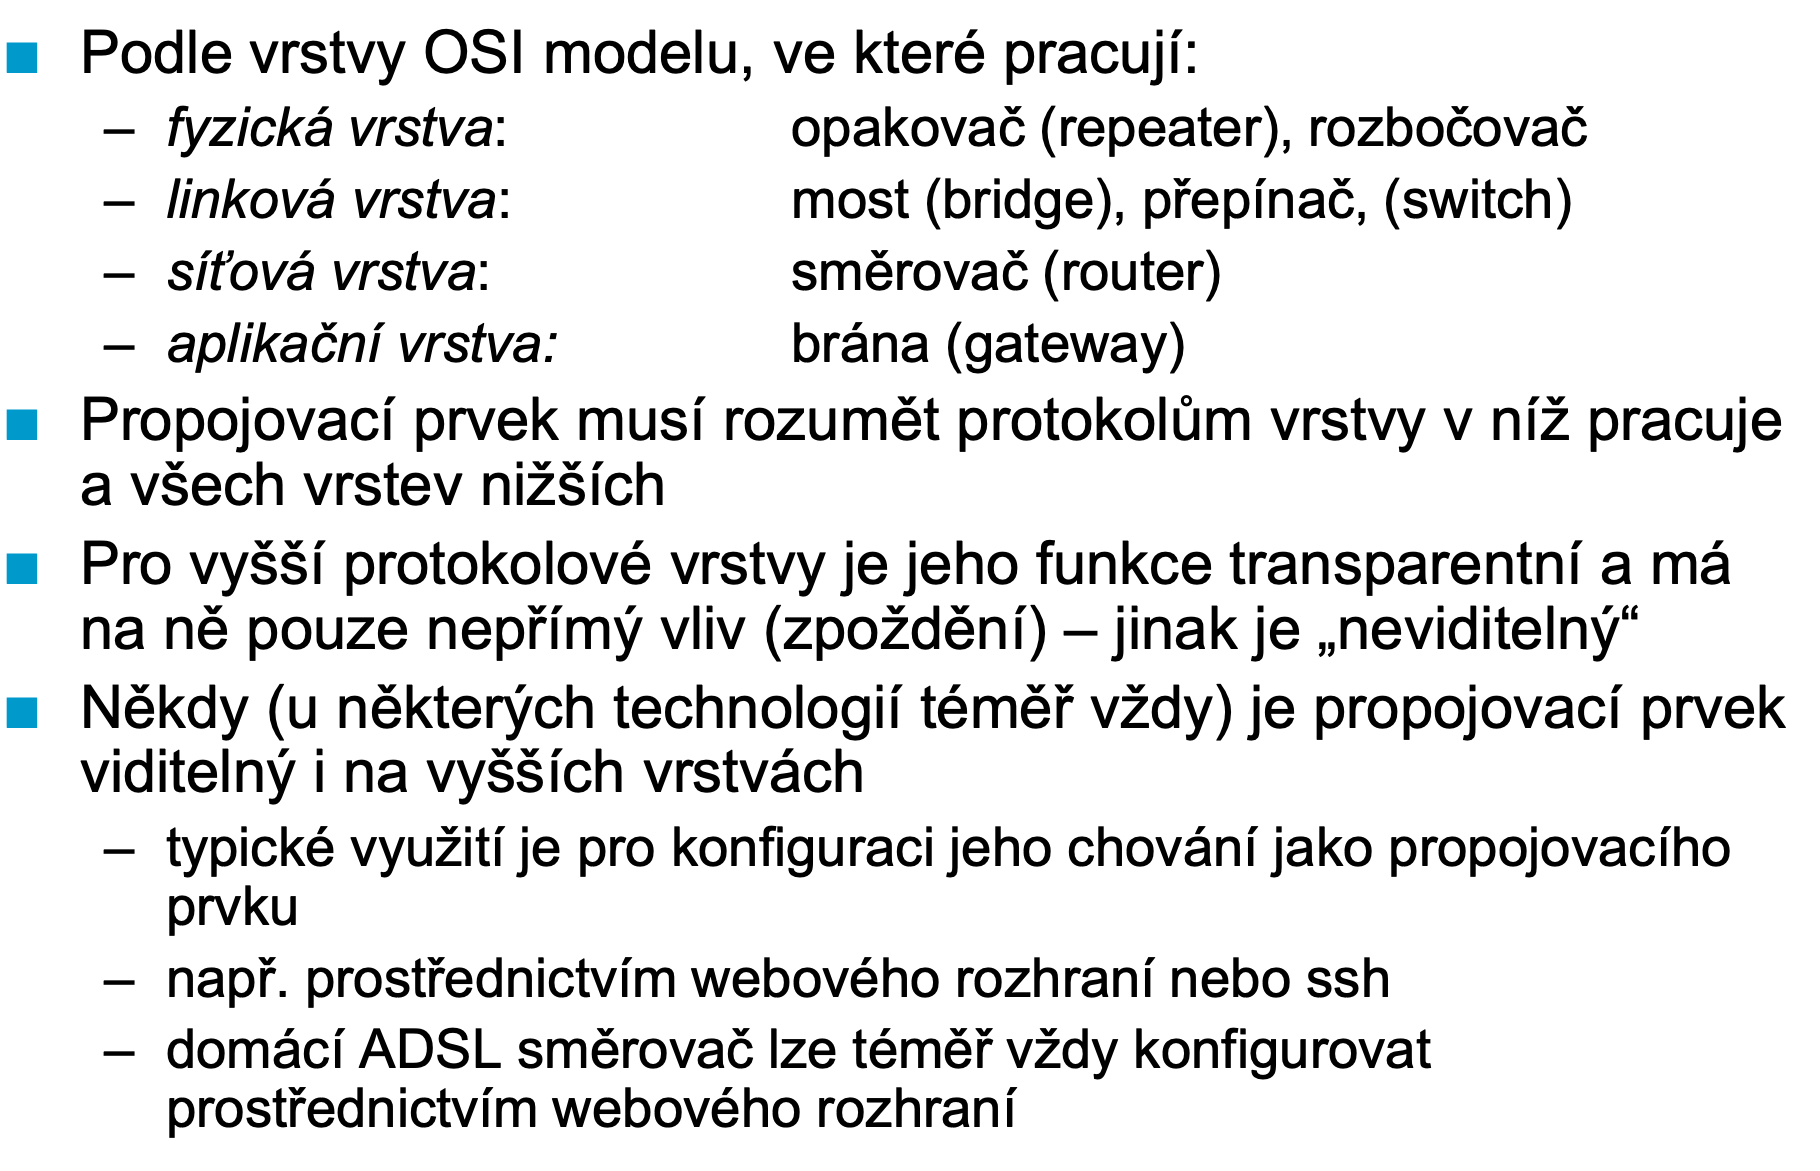 Podle vrstvy OSI modelu, ve které pracují:
– fyzická vrstva: opakovač (repeater), rozbočovač
– linková vrstva: most (bridge), přepínač, (switch)
– síťová vrstva: směrovač (router)
– aplikační vrstva: brána (gateway)
Propojovací prvek musí rozumět protokolům vrstvy v níž pracuje
a všech vrstev nižších
Pro vyšší protokolové vrstvy je jeho funkce transparentní a má
na ně pouze nepřímý vliv (zpoždění) – jinak je „neviditelný“
Někdy (u některých technologií téměř vždy) je propojovací prvek
viditelný i na vyšších vrstvách
– typické využití je pro konfiguraci jeho chování jako propojovacího
prvku
– např. prostřednictvím webového rozhraní nebo ssh
– domácí ADSL směrovač lze téměř vždy konfigurovat
prostřednictvím webového rozhraní